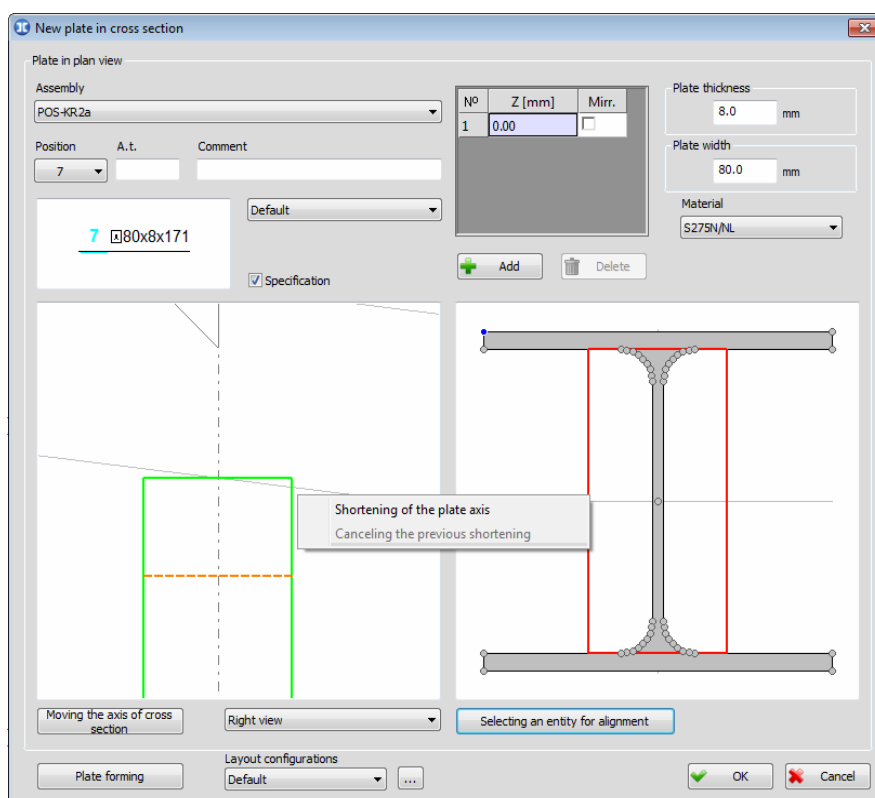 New plate in cross section
Plate in plan view
Assembly
POS-KR2a
Position A.t. Comment
7
7 80x8x171
Default
Specification
Nº Z [mm] Mirr.
1 0.00
Add Delete
Plate thickness
8.0 mm
Plate width
80.0 mm
Material
S275N/NL
Shortening of the plate axis
Canceling the previous shortening
Moving the axis of cross
section
Right view
Selecting an entity for alignment
Plate forming
Layout configurations
Default
...
OK Cancel